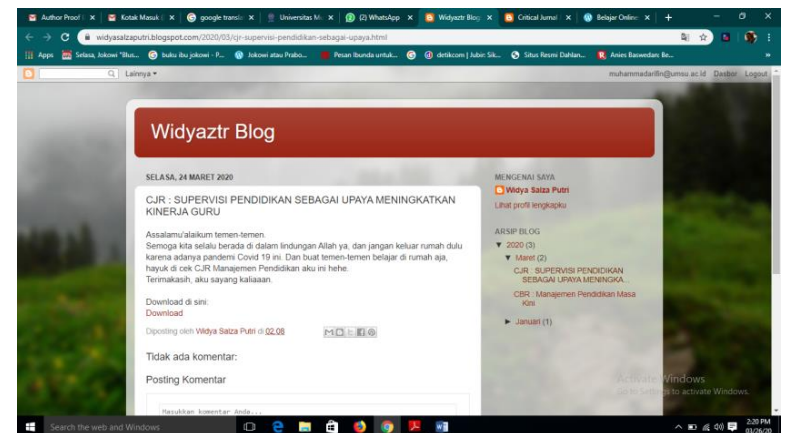 Author Proof |
Kotak Masuk (
google transla
Universitas M
(2) WhatsApp
Widyaztr Blog
Critical Jurnal
Belajar Online
widyasalzaputri.blogspot.com/2020/03/cjr-supervisi-pendidikan-sebagai-upaya.html
Apps
Selasa, Jokowi "Blus...
buku ibu jokowi - P...
Jokowi atau Prabo...
Pesan Ibunda untuk...
detikcom | Jubir: Sik...
Situs Resmi Dahlan...
Anies Baswedan: Be...
Lainnya
muhammadarifin@umsu.ac.id Dasbor Logout
Widyaztr Blog
SELASA, 24 MARET 2020
CJR : SUPERVISI PENDIDIKAN SEBAGAI UPAYA MENINGKATKAN
KINERJA GURU
Assalamu'alaikum temen-temen.
Semoga kita selalu berada di dalam lindungan Allah ya, dan jangan keluar rumah dulu
karena adanya pandemi Covid 19 ini. Dan buat temen-temen belajar di rumah aja,
hayuk di cek CJR Manajemen Pendidikan aku ini hehe.
Terimakasih, aku sayang kaliaaan.
Download di sini:
Download
Diposting oleh Widya Salza Putri di 02.08
Tidak ada komentar:
Posting Komentar
Masukkan komentar Anda...
MENGENAI SAYA
Widya Salza Putri
Lihat profil lengkapku
ARSIP BLOG
▼ 2020 (3)
▼ Maret (2)
CJR : SUPERVISI PENDIDIKAN
SEBAGAI UPAYA MENINGKA...
CBR : Manajemen Pendidikan Masa
Kini
► Januari (1)
Activate Windows
Go to Settings to activate Windows.
Search the web and Windows
2:20 PM
03/26/20